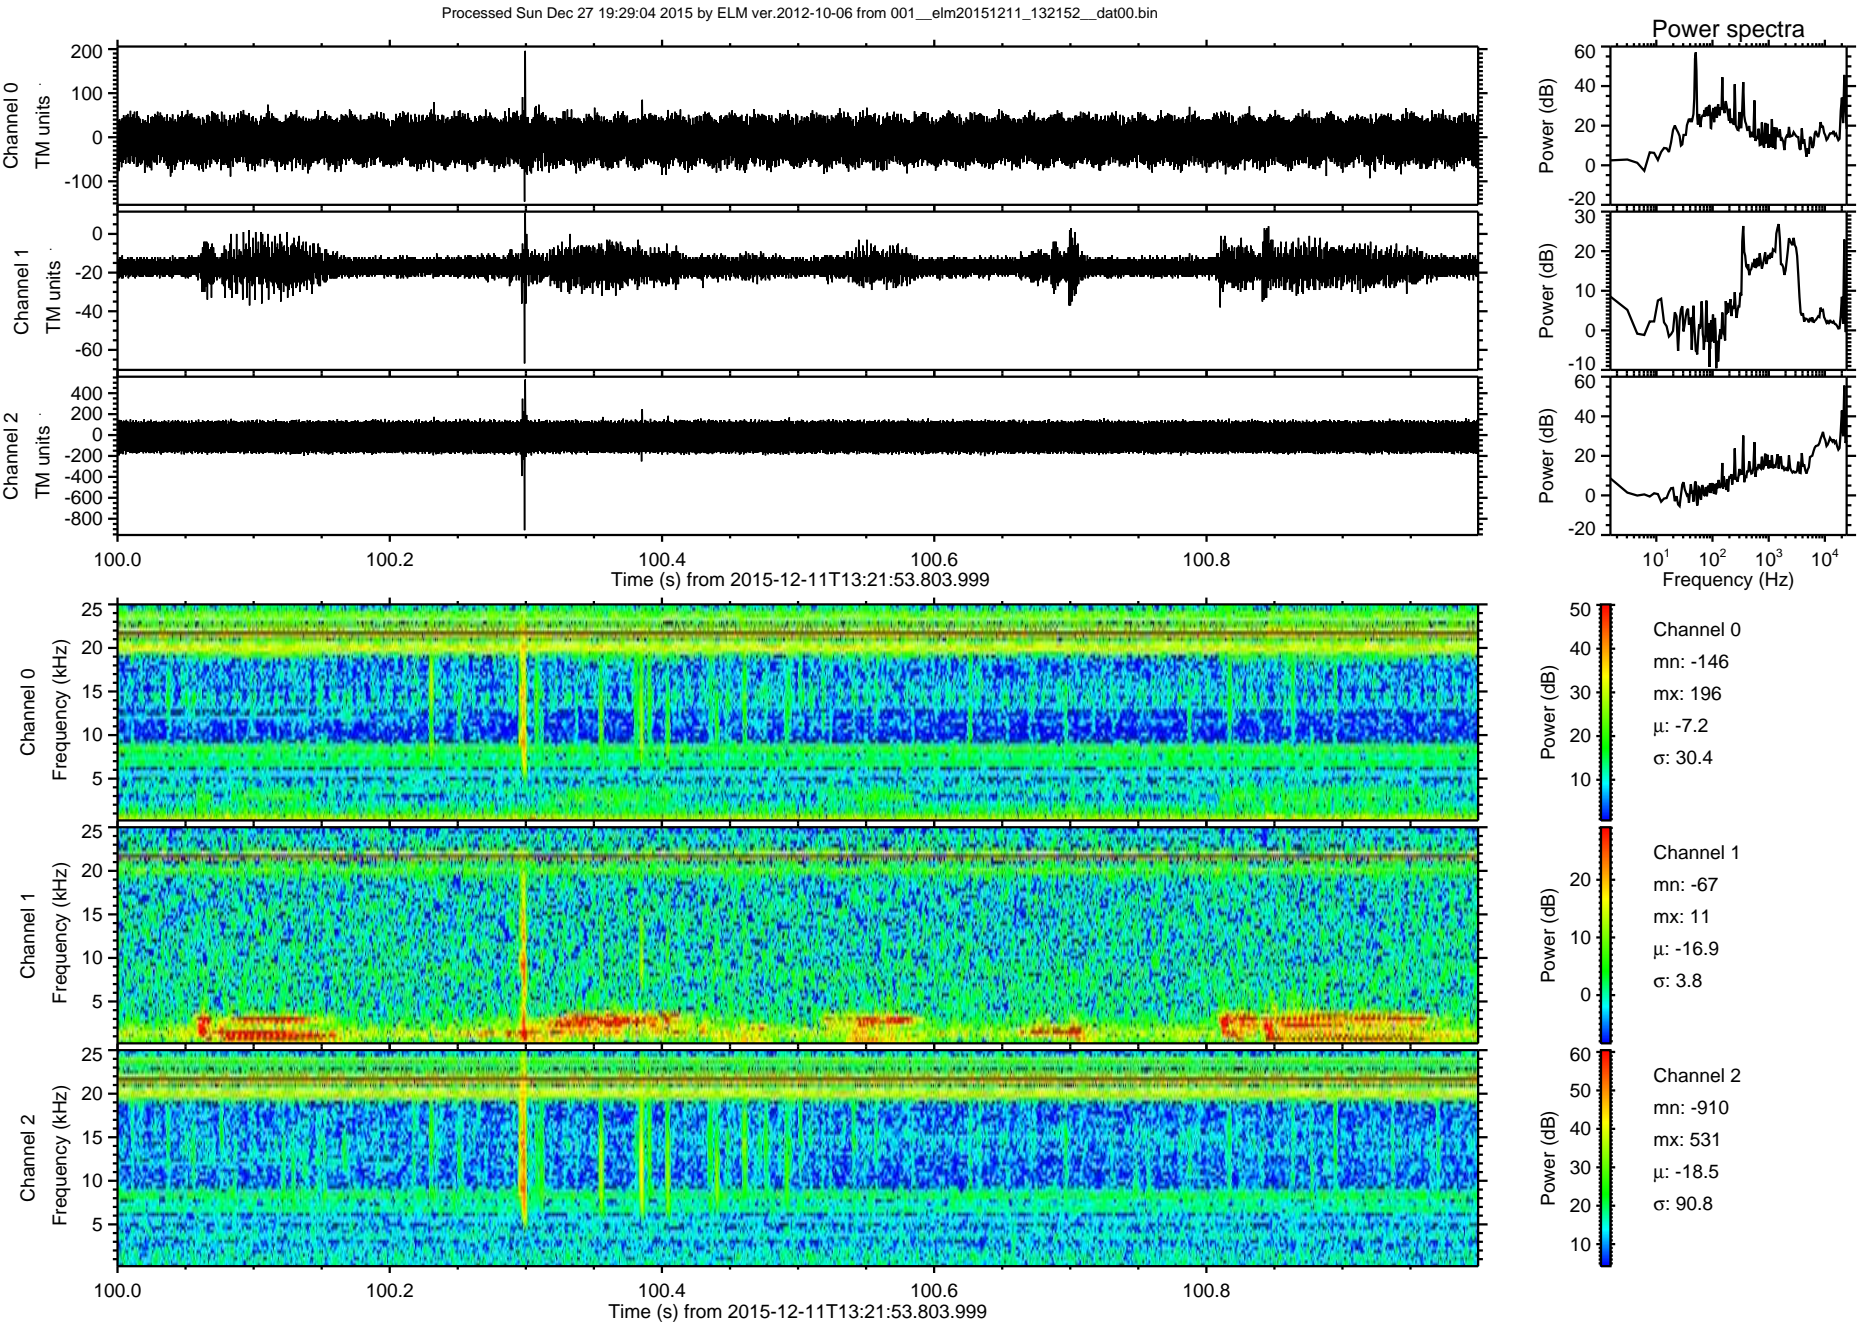 Processed Sun Dec 27 19:29:04 2015 by ELM ver.2012-10-06 from 001__elm20151211_132152__dat00.bin
Power spectra
Channel 0
TM units
200
100
0
-100
Power (dB)
60
40
20
0
-20
Channel 1
TM units
0
-20
-40
-60
Power (dB)
30
20
10
0
-10
Channel 2
TM units
400
200
0
-200
-400
-600
-800
Power (dB)
60
40
20
0
-20
100.0 100.2 100.4 100.6 100.8
Time (s) from 2015-12-11T13:21:53.803.999
10¹ 10² 10³ 10⁴
Frequency (Hz)
Channel 0
Frequency (kHz)
25
20
15
10
5
Power (dB)
50
40
30
20
10
Channel 0
mn: -146
mx: 196
μ: -7.2
σ: 30.4
Channel 1
Frequency (kHz)
25
20
15
10
5
Power (dB)
20
10
0
Channel 1
mn: -67
mx: 11
μ: -16.9
σ: 3.8
Channel 2
Frequency (kHz)
25
20
15
10
5
Power (dB)
60
50
40
30
20
10
Channel 2
mn: -910
mx: 531
μ: -18.5
σ: 90.8
100.0 100.2 100.4 100.6 100.8
Time (s) from 2015-12-11T13:21:53.803.999